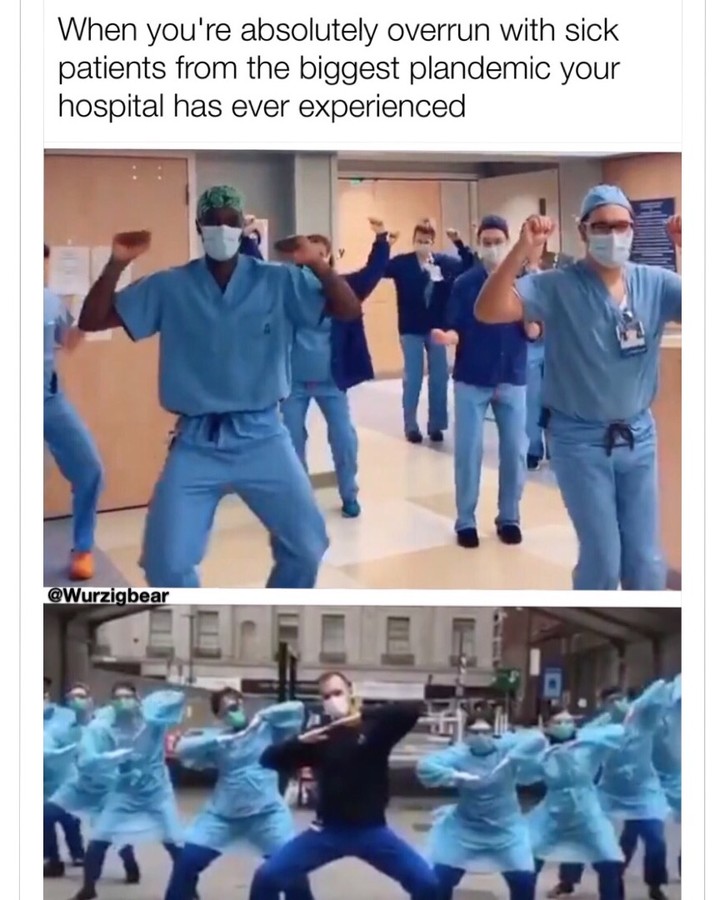 When you're absolutely overrun with sick
patients from the biggest plandemic your
hospital has ever experienced
@Wurzigbear